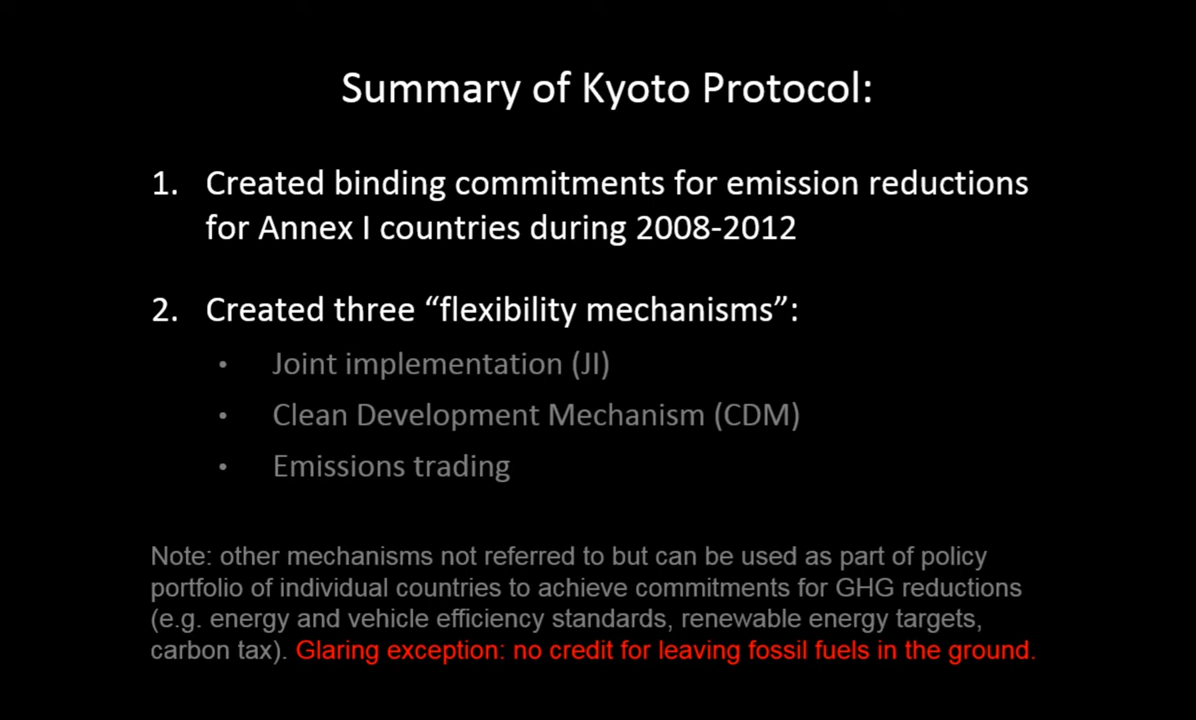 Summary of Kyoto Protocol:
1. Created binding commitments for emission reductions
for Annex I countries during 2008-2012
2. Created three “flexibility mechanisms”:
• Joint implementation (JI)
• Clean Development Mechanism (CDM)
• Emissions trading
Note: other mechanisms not referred to but can be used as part of policy
portfolio of individual countries to achieve commitments for GHG reductions
(e.g. energy and vehicle efficiency standards, renewable energy targets,
carbon tax). Glaring exception: no credit for leaving fossil fuels in the ground.